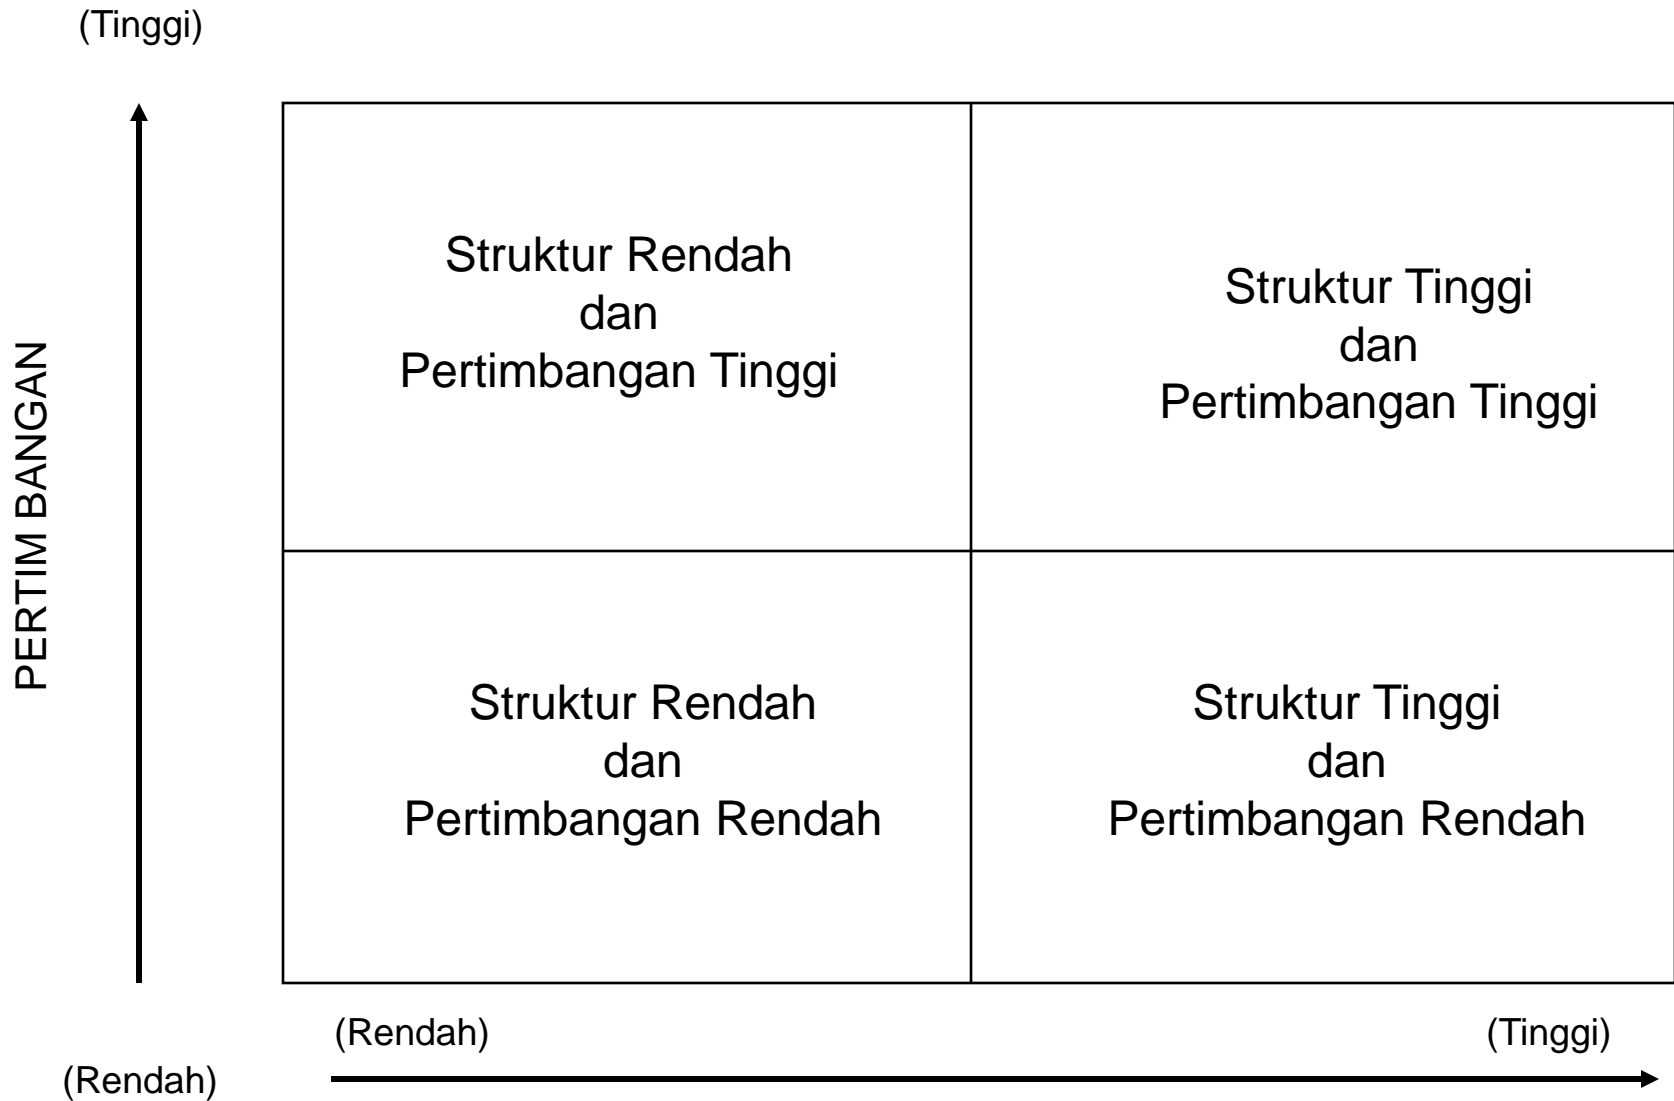 (Tinggi)
PERTIM BANGAN
Struktur Rendah
dan
Pertimbangan Tinggi
Struktur Tinggi
dan
Pertimbangan Tinggi
Struktur Rendah
dan
Pertimbangan Rendah
Struktur Tinggi
dan
Pertimbangan Rendah
(Rendah)
(Tinggi)
(Rendah)